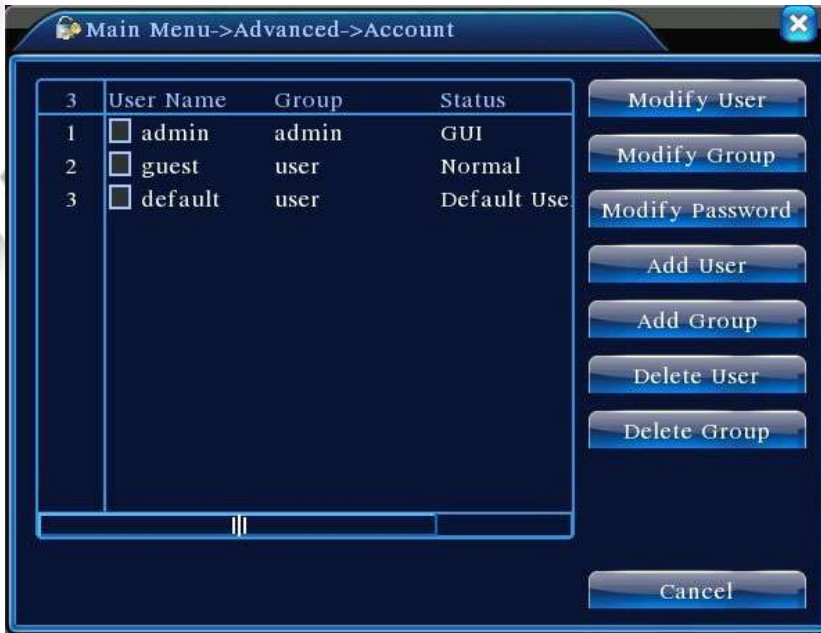 Main Menu->Advanced->Account
3 User Name Group Status
1 admin admin GUI
2 guest user Normal
3 default user Default Use
Modify User
Modify Group
Modify Password
Add User
Add Group
Delete User
Delete Group
Cancel